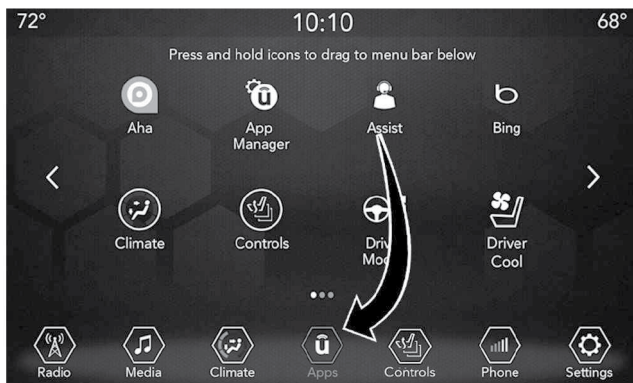 72° 10:10 68°
Press and hold icons to drag to menu bar below
Aha App Assist Bing
Manager
Climate Controls Driver
Cool
Radio Media Climate Apps Controls Phone Settings